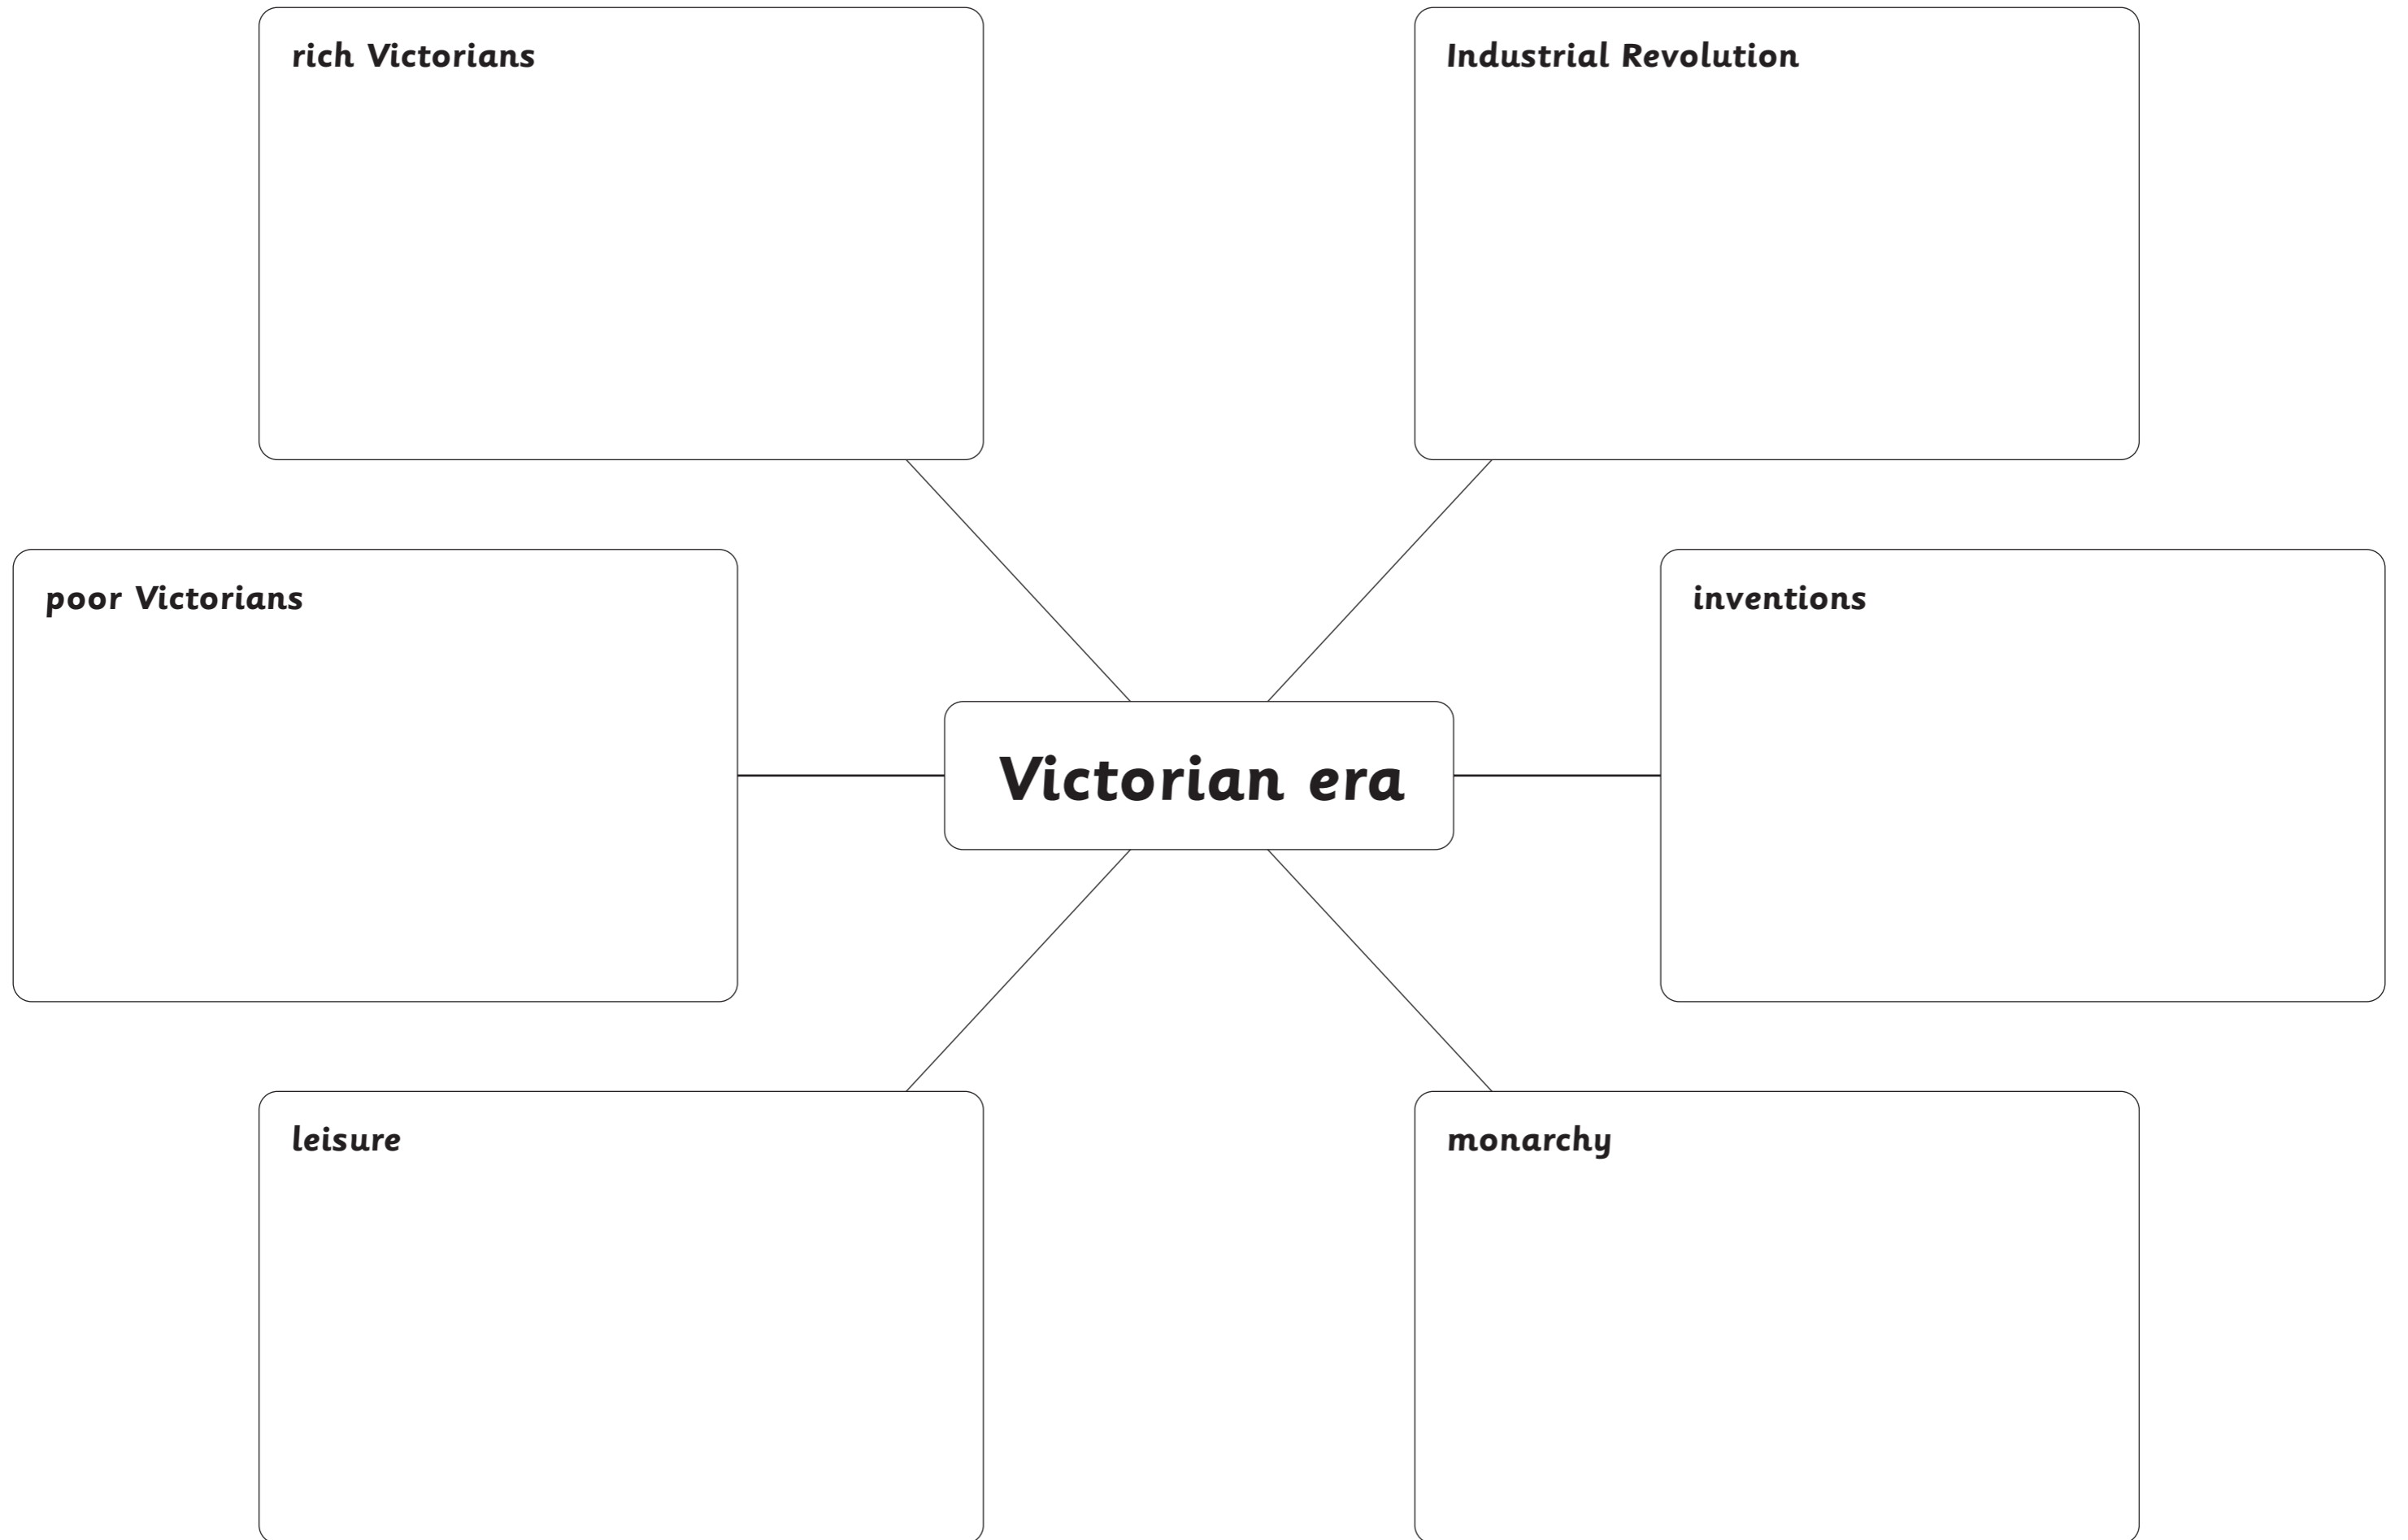 rich Victorians
Industrial Revolution
poor Victorians
inventions
Victorian era
leisure
monarchy